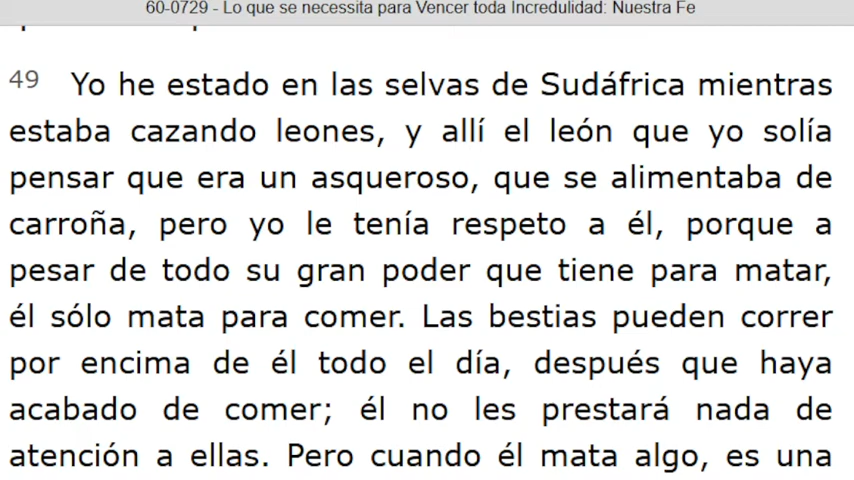 60-0729 - Lo que se necessita para Vencer toda Incredulidad: Nuestra Fe
49 Yo he estado en las selvas de Sudáfrica mientras
estaba cazando leones, y allí el león que yo solía
pensar que era un asqueroso, que se alimentaba de
carroña, pero yo le tenía respeto a él, porque a
pesar de todo su gran poder que tiene para matar,
él sólo mata para comer. Las bestias pueden correr
por encima de él todo el día, después que haya
acabado de comer; él no les prestará nada de
atención a ellas. Pero cuando él mata algo, es una